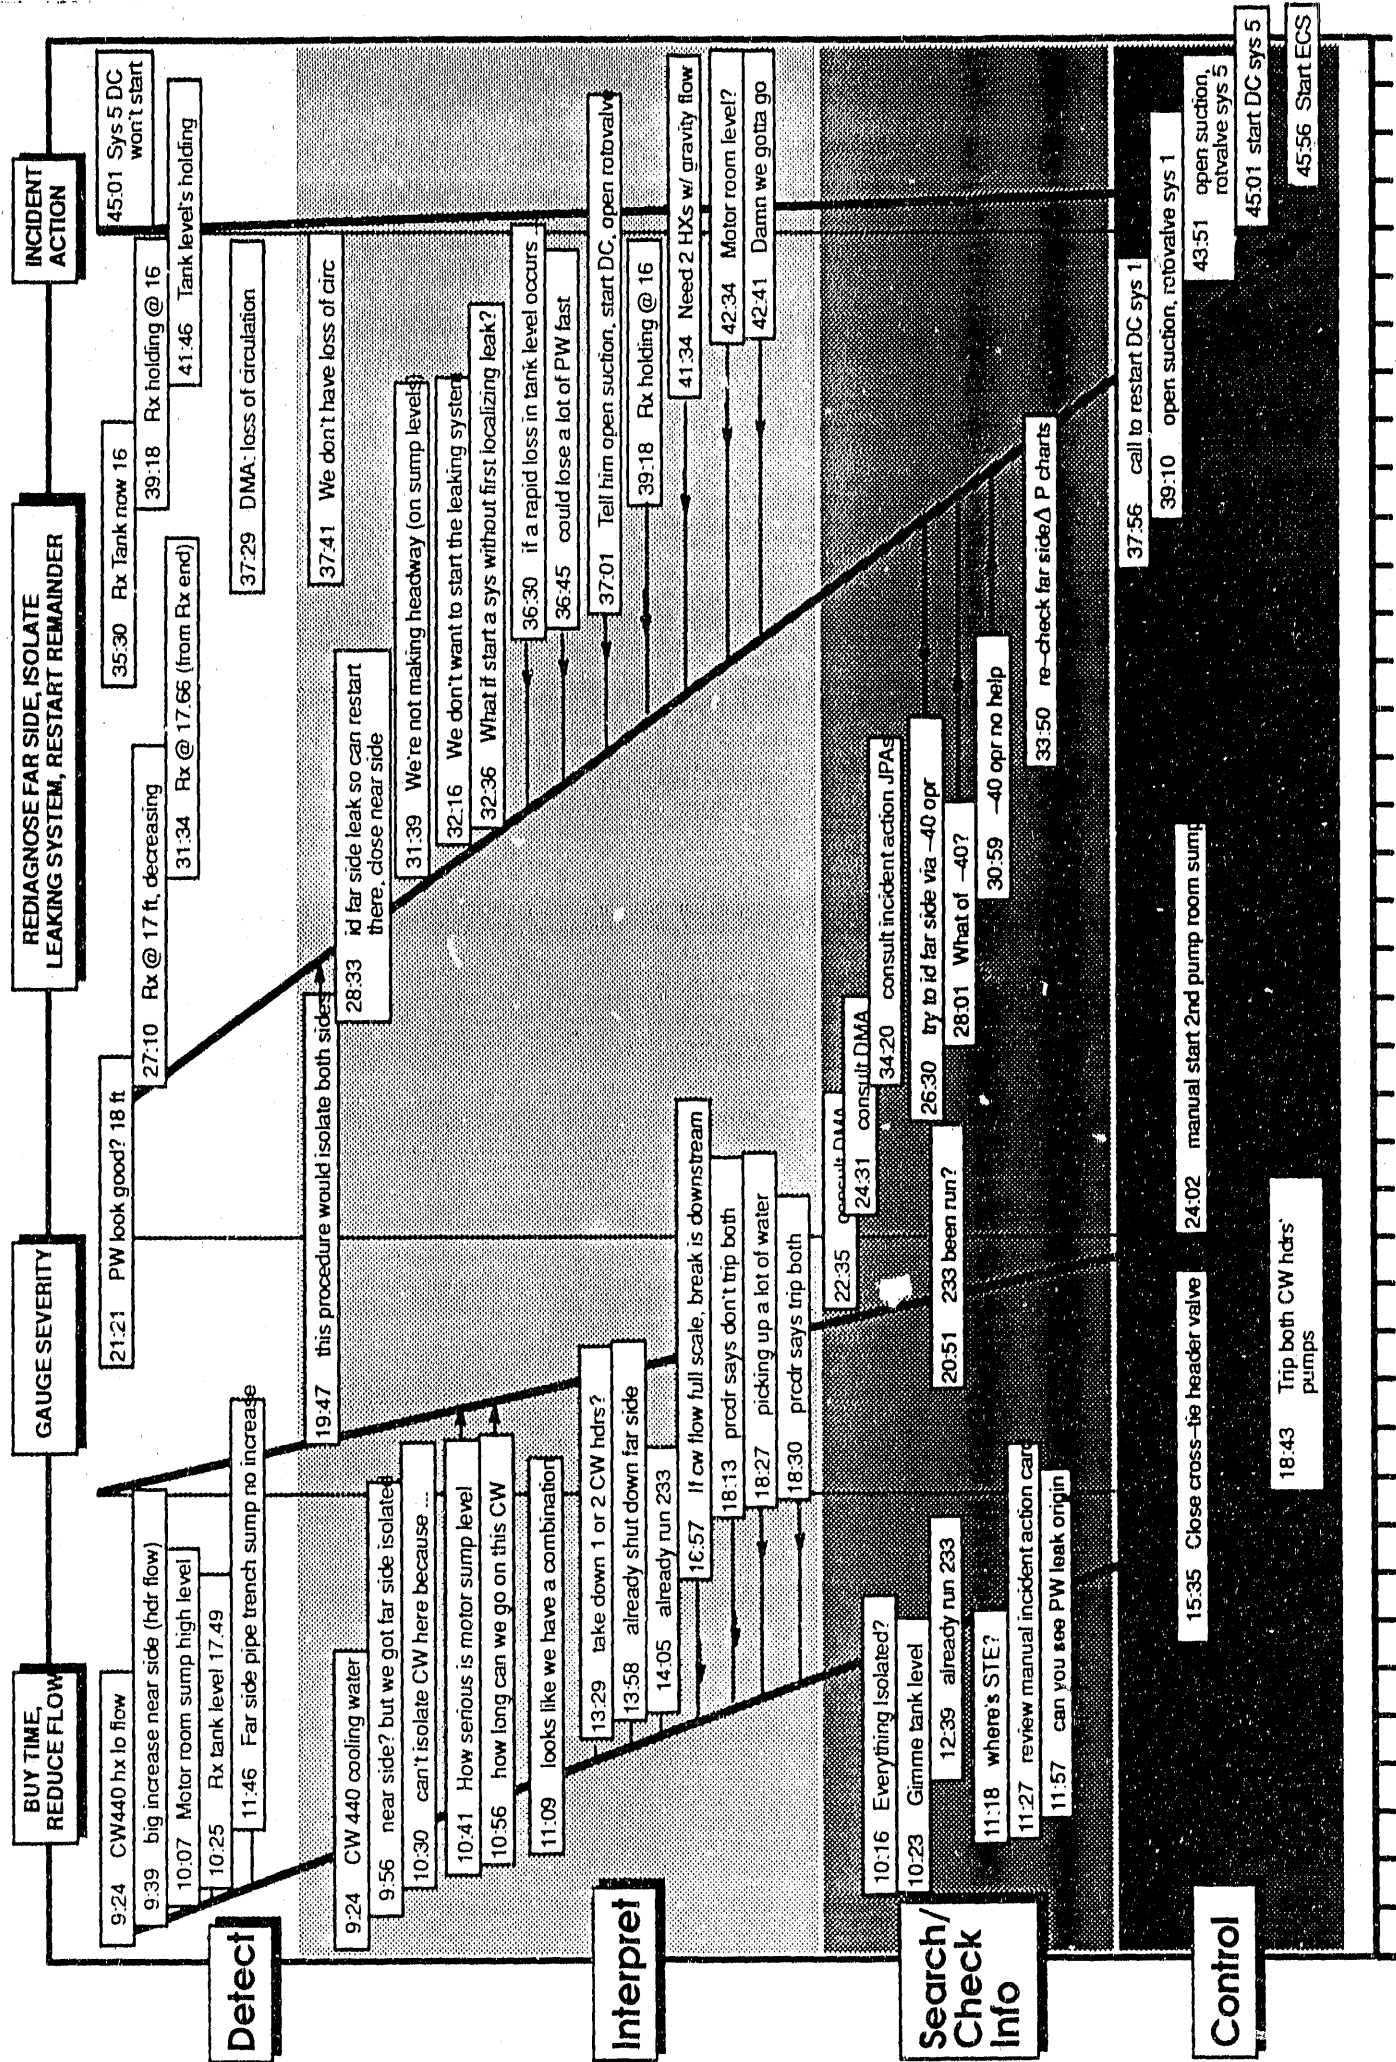 BUY TIME,
REDUCE FLOW
GAUGE SEVERITY
REDIAGNOSE FAR SIDE, ISOLATE
LEAKING SYSTEM, RESTART REMAINDER
INCIDENT
ACTION
Detect
9:24 CW440 hx lo flow
9:39 big increase near side (hdr flow)
10:07 Motor room sump high level
10:25 Rx tank level 17.49
11:46 Far side pipe trench sump no increase
21:21 PW look good? 18 ft
27:10 Rx @ 17 ft, decreasing
31:34 Rx @ 17.66 (from Rx end)
35:30 Rx Tank now 16
39:18 Rx holding @ 16
41:46 Tank level's holding
37:29 DMA: loss of circulation
45:01 Sys 5 DC
won't start
Interpret
9:24 CW 440 cooling water
9:56 near side? but we got far side isolated
10:30 can't isolate CW here because ...
10:41 How serious is motor sump level
10:56 how long can we go on this CW
11:09 looks like we have a combination
13:29 take down 1 or 2 CW hdrs?
13:58 already shut down far side
14:05 already run 233
16:57 If cw flow full scale, break is downstream
18:13 prcdr says don't trip both
18:27 picking up a lot of water
18:30 prcdr says trip both
19:47 this procedure would isolate both sides
28:33 id far side leak so can restart
there, close near side
31:39 We're not making headway (on sump levels)
32:16 We don't want to start the leaking system
32:36 What if start a sys without first localizing leak?
36:30 if a rapid loss in tank level occurs
36:45 could lose a lot of PW fast
37:01 Tell him open suction, start DC, open rotovalve
37:41 We don't have loss of circ
39:18 Rx holding @ 16
41:34 Need 2 HXs w/ gravity flow
42:34 Motor room level?
42:41 Damn we gotta go
Search/
Check
Info
10:16 Everything Isolated?
10:23 Gimme tank level
12:39 already run 233
11:18 where's STE?
11:27 review manual incident action card
11:57 can you see PW leak origin
20:51 233 been run?
22:35 consult DMA
24:31 consult DMA
34:20 consult incident action JPAs
26:30 try to id far side via -40 opr
28:01 What of -40?
30:59 -40 opr no help
33:50 re-check far side Δ P charts
Control
15:35 Close cross-tie header valve
18:43 Trip both CW hdrs'
pumps
24:02 manual start 2nd pump room sump
37:56 call to restart DC sys 1
39:10 open suction, rotovalve sys 1
43:51 open suction,
rotvalve sys 5
45:01 start DC sys 5
45:56 Start ECS